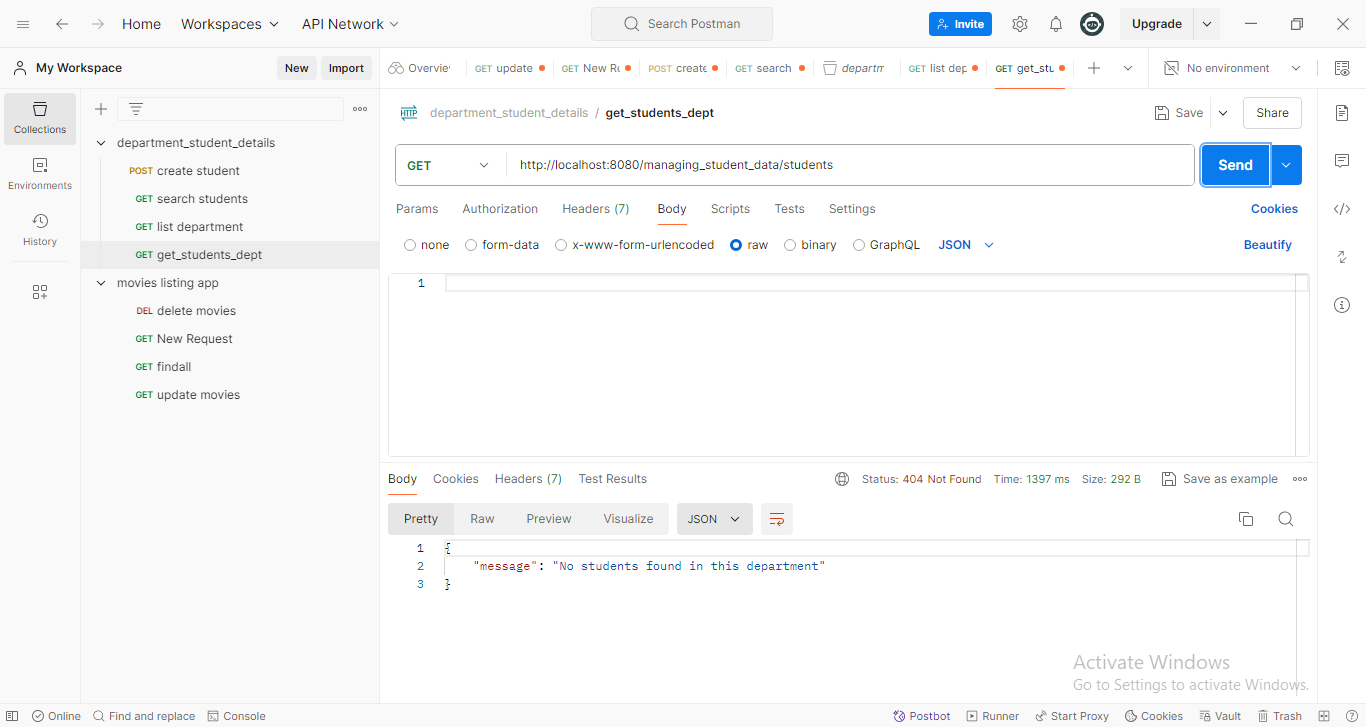 Home Workspaces API Network Search Postman Invite Upgrade
My Workspace New Import Overvie GET update GET New Re POST create GET search departm GET list dep GET get_stu No environment
Collections
Environments
History
department_student_details
POST create student
GET search students
GET list department
GET get_students_dept
movies listing app
DEL delete movies
GET New Request
GET findall
GET update movies
HTTP department_student_details / get_students_dept Save Share
GET http://localhost:8080/managing_student_data/students Send
Params Authorization Headers (7) Body Scripts Tests Settings Cookies
none form-data x-www-form-urlencoded raw binary GraphQL JSON Beautify
1
Body Cookies Headers (7) Test Results Status: 404 Not Found Time: 1397 ms Size: 292 B Save as example
Pretty Raw Preview Visualize JSON
1 {
2 "message": "No students found in this department"
3 }
Activate Windows
Go to Settings to activate Windows.
Online Find and replace Console Postbot Runner Start Proxy Cookies Vault Trash